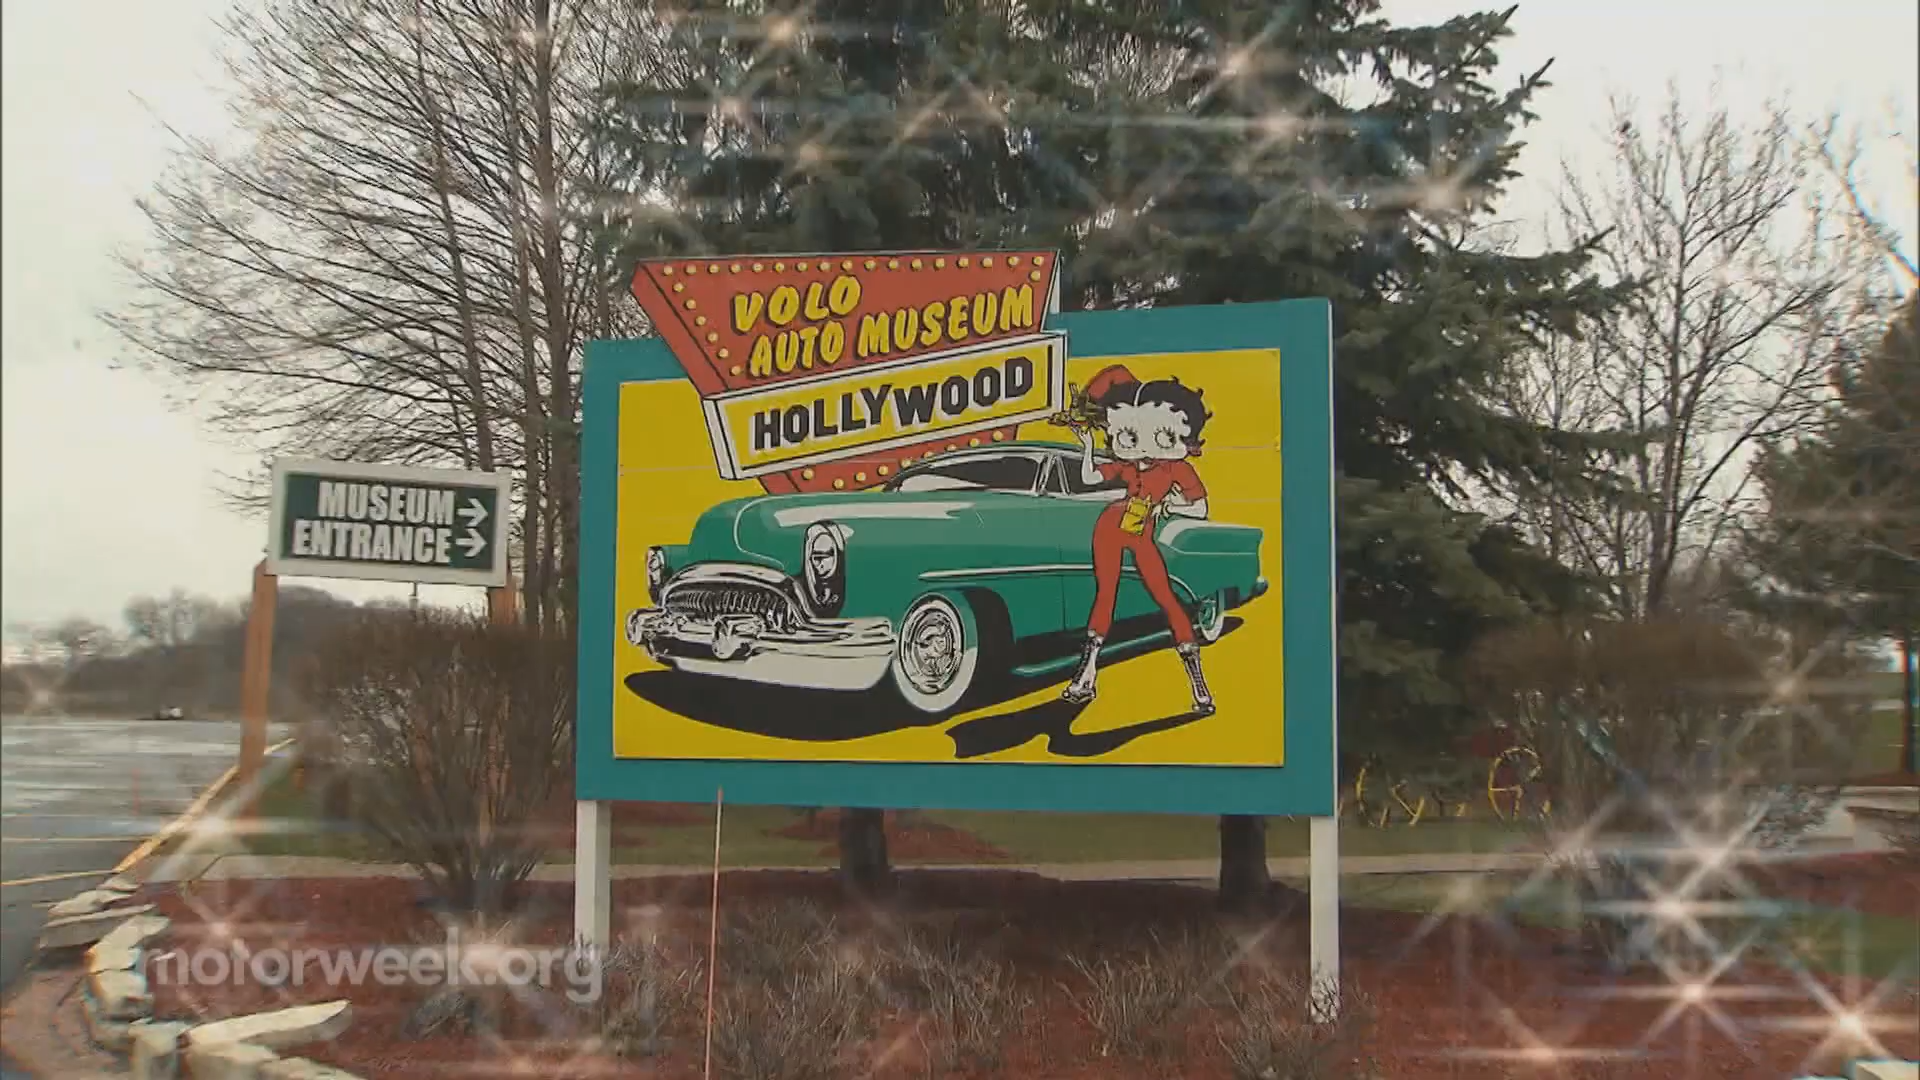 VOLO
AUTO MUSEUM
HOLLYWOOD
MUSEUM →
ENTRANCE →
motorweek.org